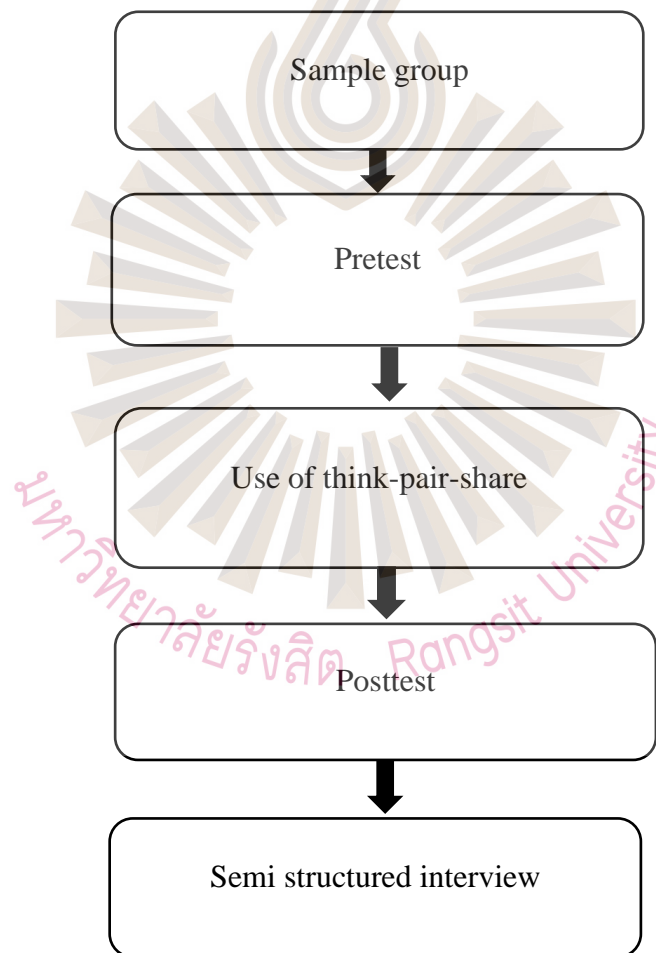 Sample group
Pretest
Use of think-pair-share
มหาวิทยาลัยรังสิต Rangsit University
Posttest
Semi structured interview